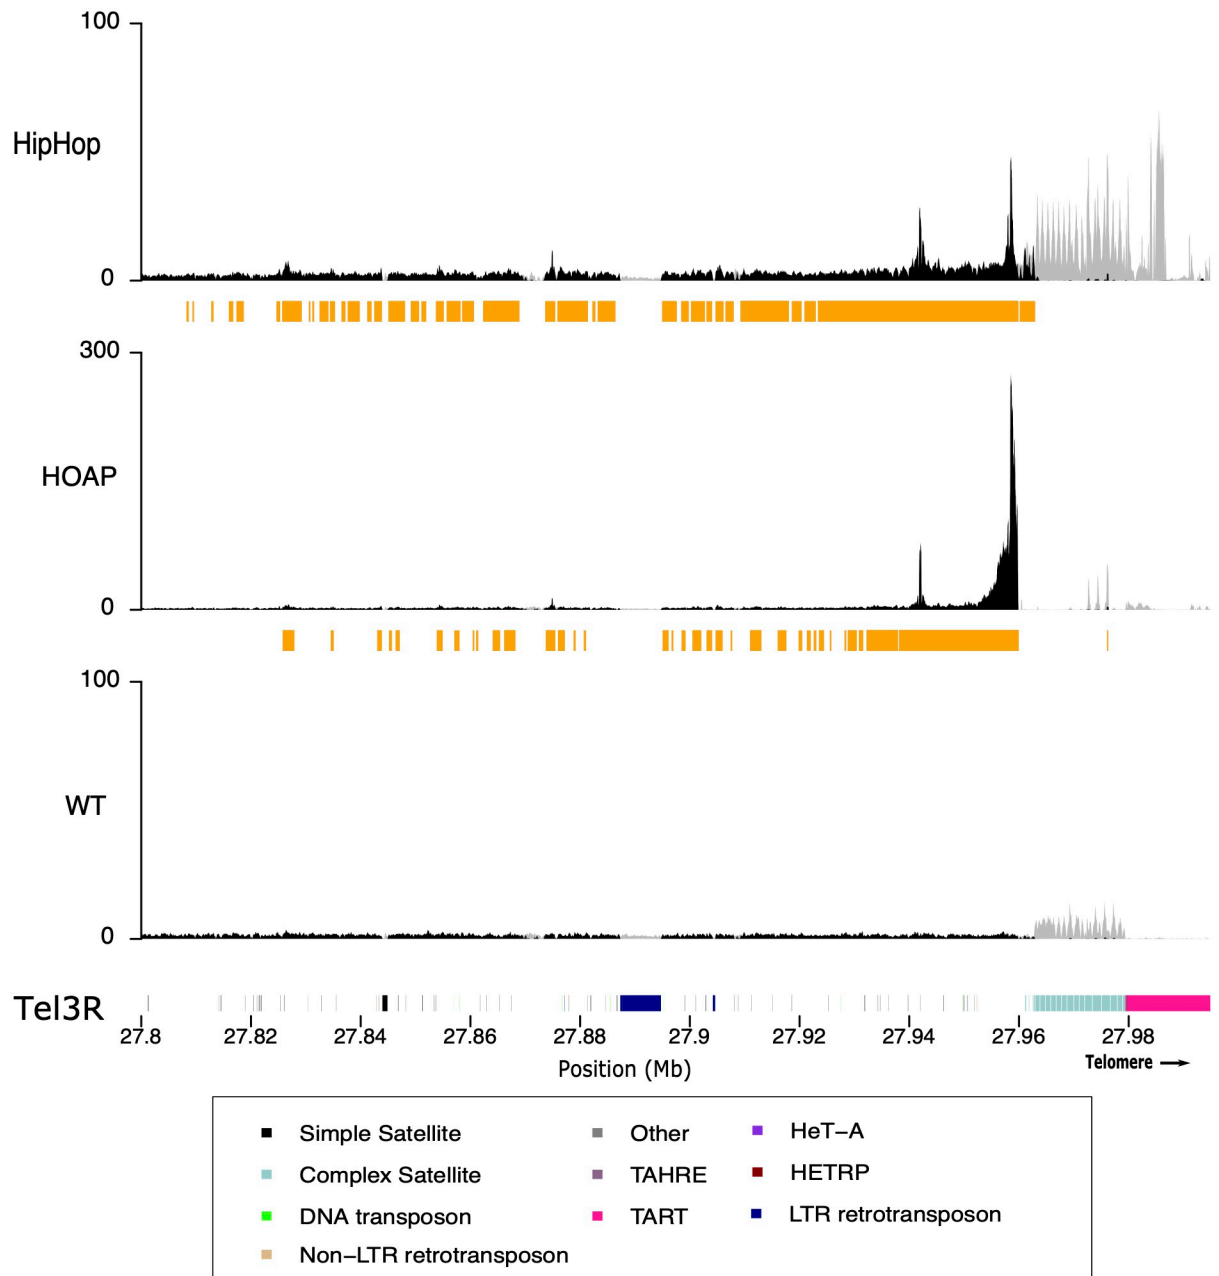 100
HipHop
0
300
HOAP
0
100
WT
0
Tel3R
27.8 27.82 27.84 27.86 27.88 27.9 27.92 27.94 27.96 27.98
Position (Mb)
Telomere →
Simple Satellite Other HeT−A
Complex Satellite TAHRE HETRP
DNA transposon TART LTR retrotransposon
Non−LTR retrotransposon